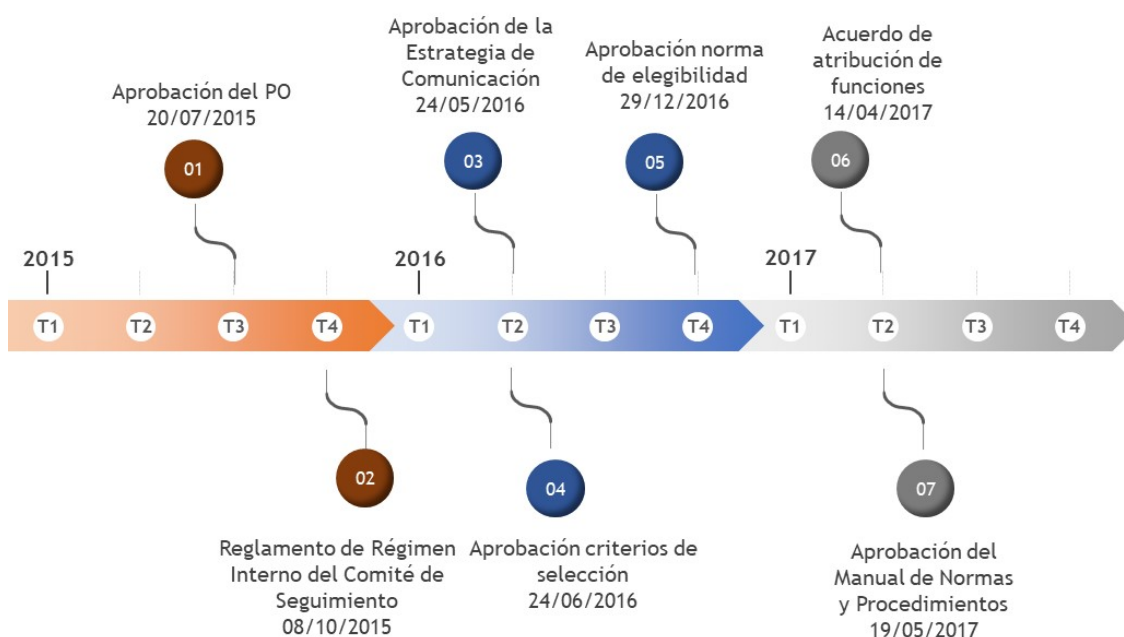 Aprobación del PO
20/07/2015
01
Aprobación de la
Estrategia de
Comunicación
24/05/2016
03
Aprobación norma
de elegibilidad
29/12/2016
05
Acuerdo de
atribución de
funciones
14/04/2017
06
2015
2016
2017
T1
T2
T3
T4
T1
T2
T3
T4
T1
T2
T3
T4
02
Reglamento de Régimen
Interno del Comité de
Seguimiento
08/10/2015
04
Aprobación criterios de
selección
24/06/2016
07
Aprobación del
Manual de Normas
y Procedimientos
19/05/2017